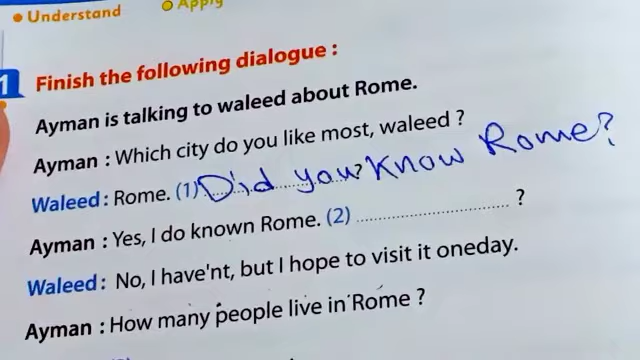 Understand
Apply
1 Finish the following dialogue :
Ayman is talking to waleed about Rome.
Ayman : Which city do you like most, waleed ?
Waleed : Rome. (1) Did you know Rome? ?
Ayman : Yes, I do known Rome. (2) ................................ ?
Waleed : No, I have'nt, but I hope to visit it oneday.
Ayman : How many people live in Rome ?